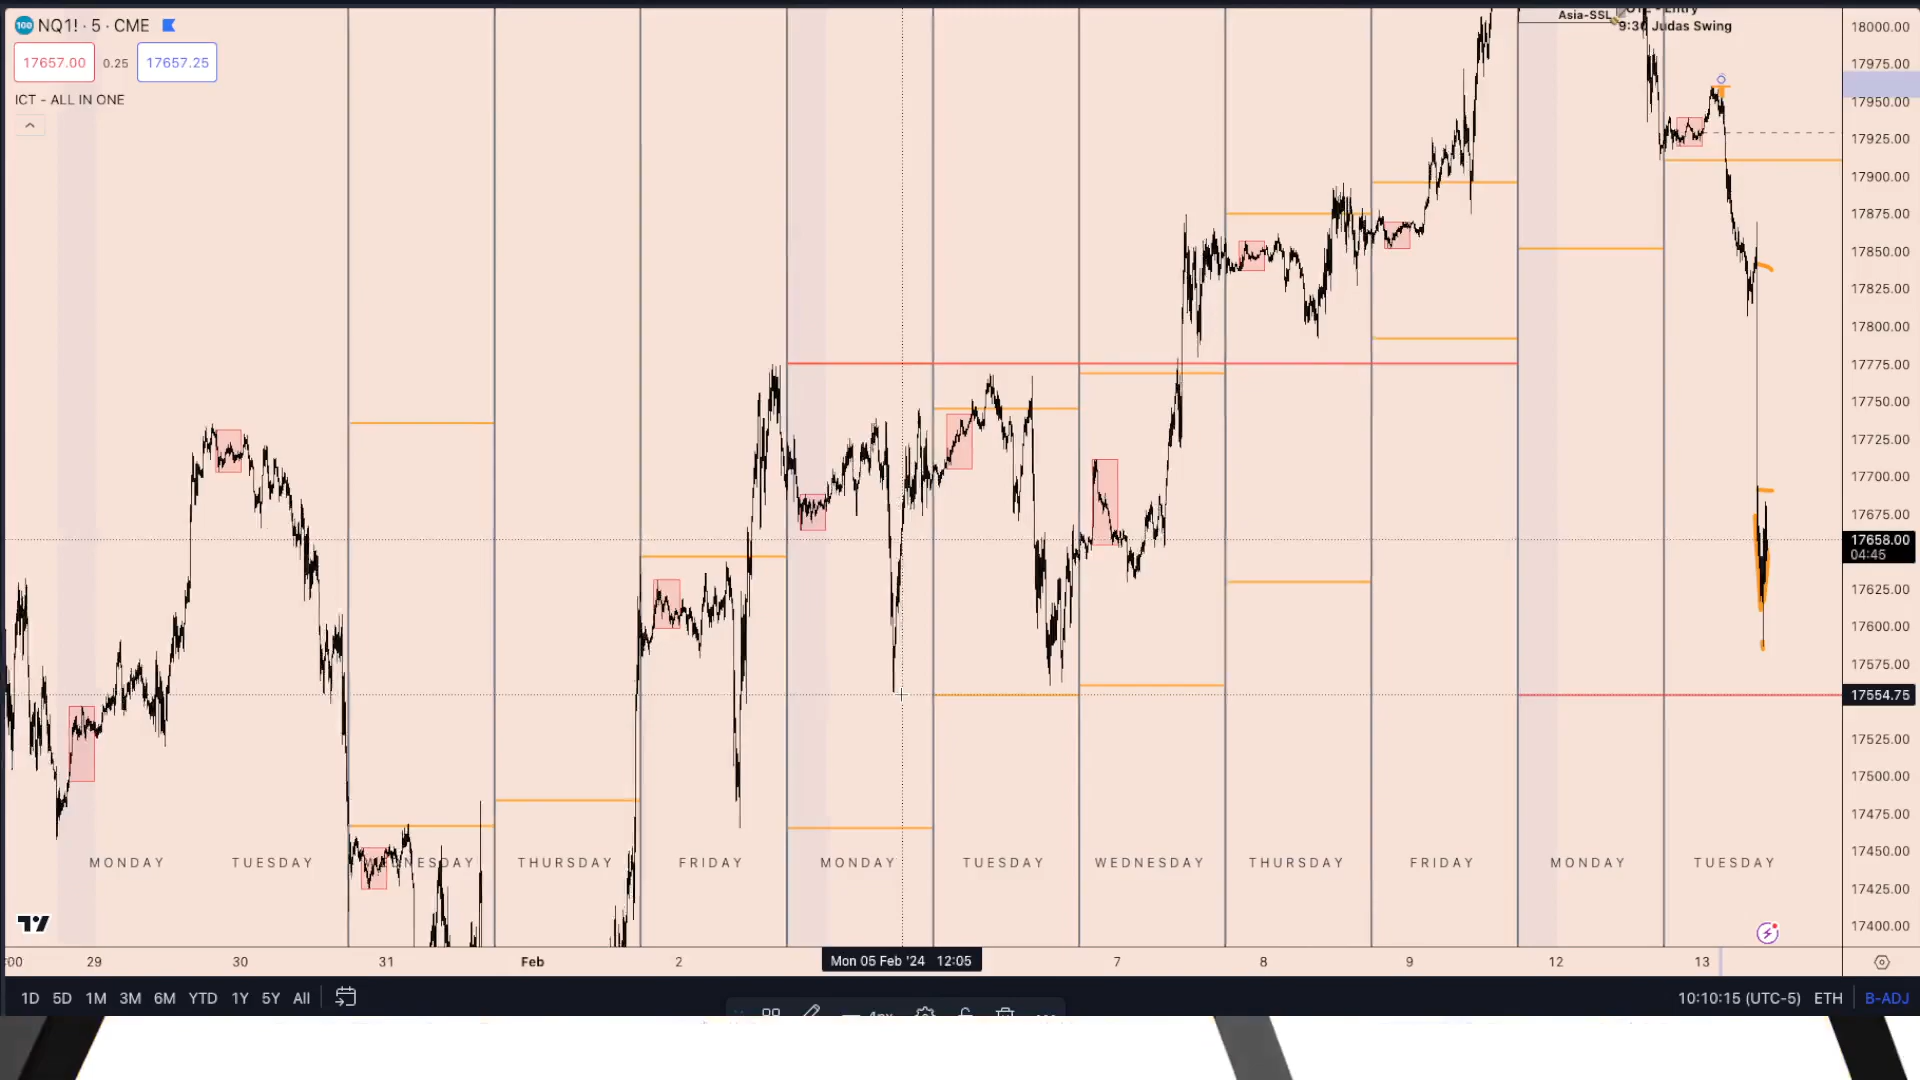 NQ1! · 5 · CME
17657.00 0.25 17657.25
ICT - ALL IN ONE
Asia-SSL
Entry
9:30 Judas Swing
18000.00
17975.00
17950.00
17925.00
17900.00
17875.00
17850.00
17825.00
17800.00
17775.00
17750.00
17725.00
17700.00
17675.00
17658.00
04:45
17625.00
17600.00
17575.00
17554.75
17525.00
17500.00
17475.00
17450.00
17425.00
17400.00
MONDAY TUESDAY WEDNESDAY THURSDAY FRIDAY MONDAY TUESDAY WEDNESDAY THURSDAY FRIDAY MONDAY TUESDAY
:00 29 30 31 Feb 2 Mon 05 Feb '24 12:05 7 8 9 12 13
1D 5D 1M 3M 6M YTD 1Y 5Y All 10:10:15 (UTC-5) ETH B-ADJ
4px